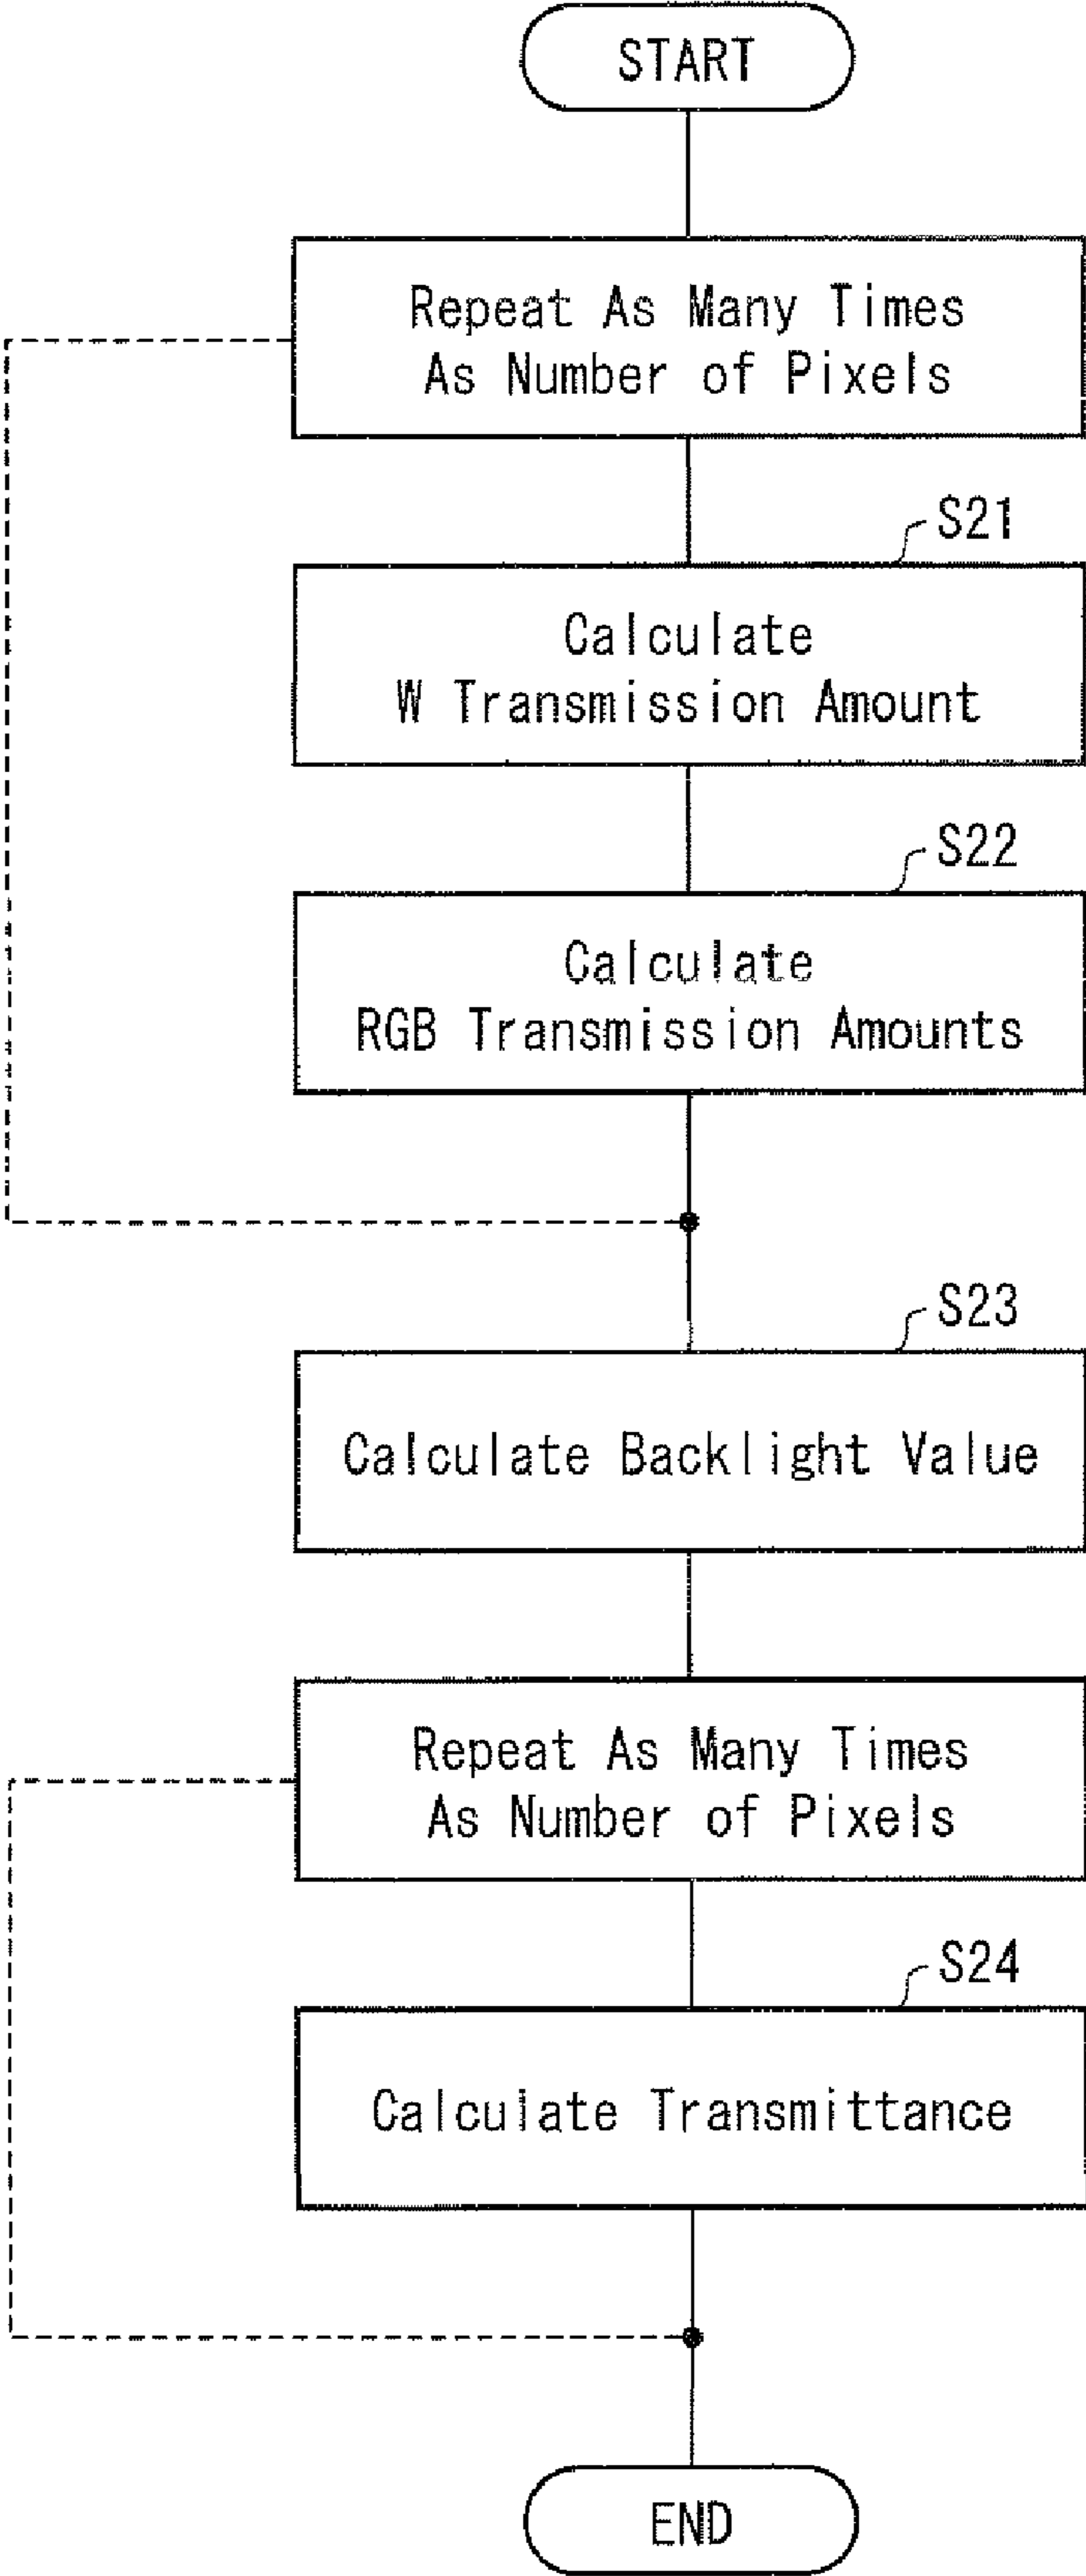 START
Repeat As Many Times
As Number of Pixels
S21
Calculate
W Transmission Amount
S22
Calculate
RGB Transmission Amounts
S23
Calculate Backlight Value
Repeat As Many Times
As Number of Pixels
S24
Calculate Transmittance
END